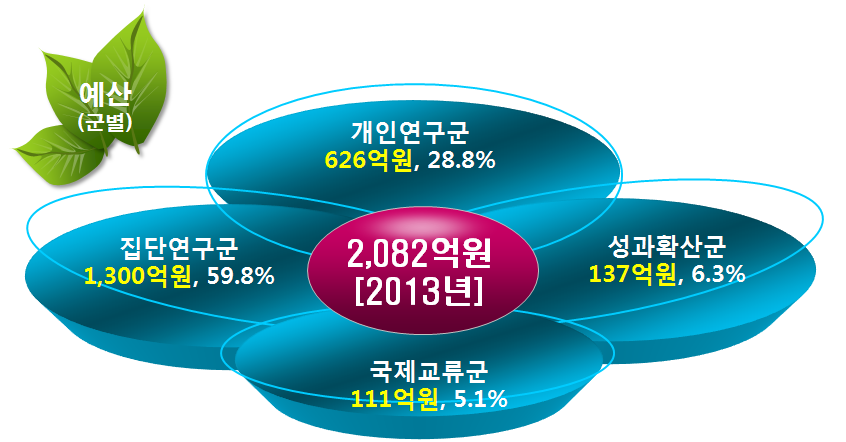 예산
(군별)
개인연구군
626억원, 28.8%
집단연구군
1,300억원, 59.8%
2,082억원
[2013년]
성과확산군
137억원, 6.3%
국제교류군
111억원, 5.1%